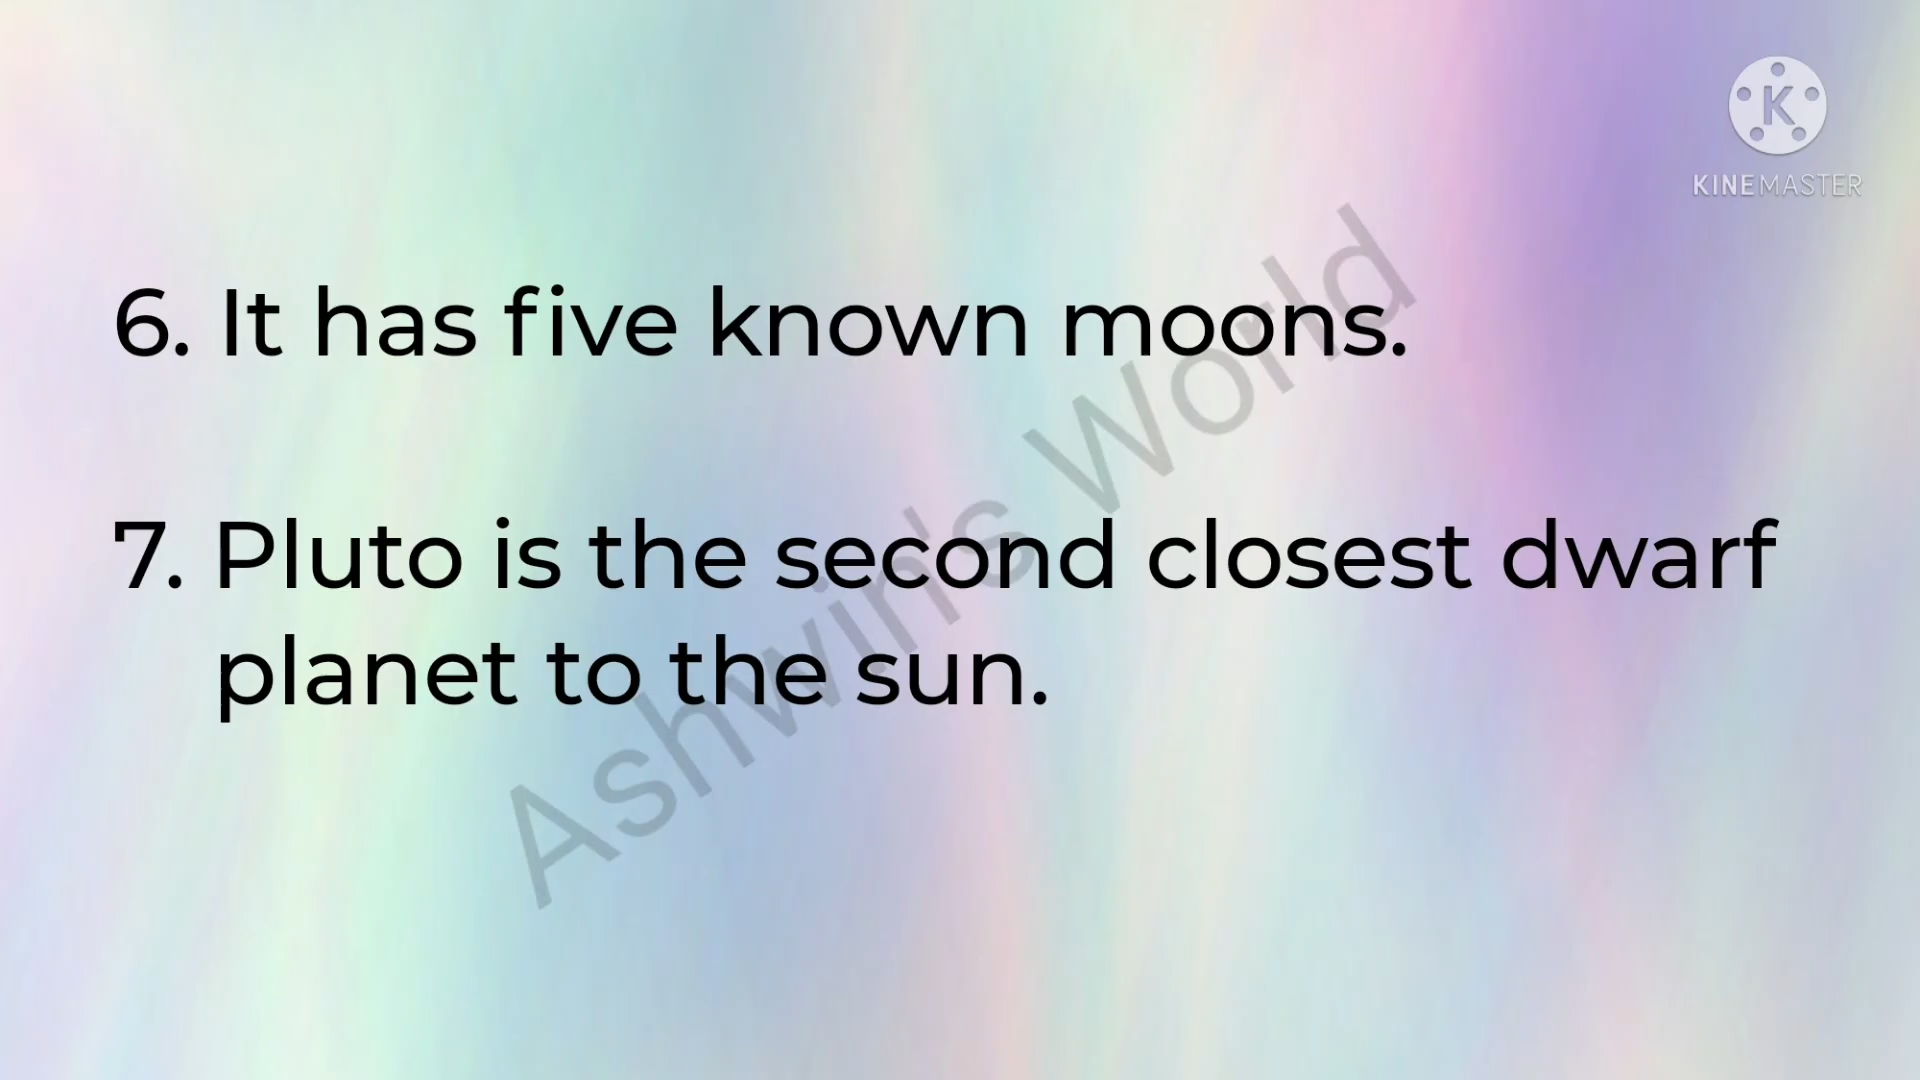 K
KINEMASTER
6. It has five known moons.
7. Pluto is the second closest dwarf
planet to the sun.
Ashwin's World